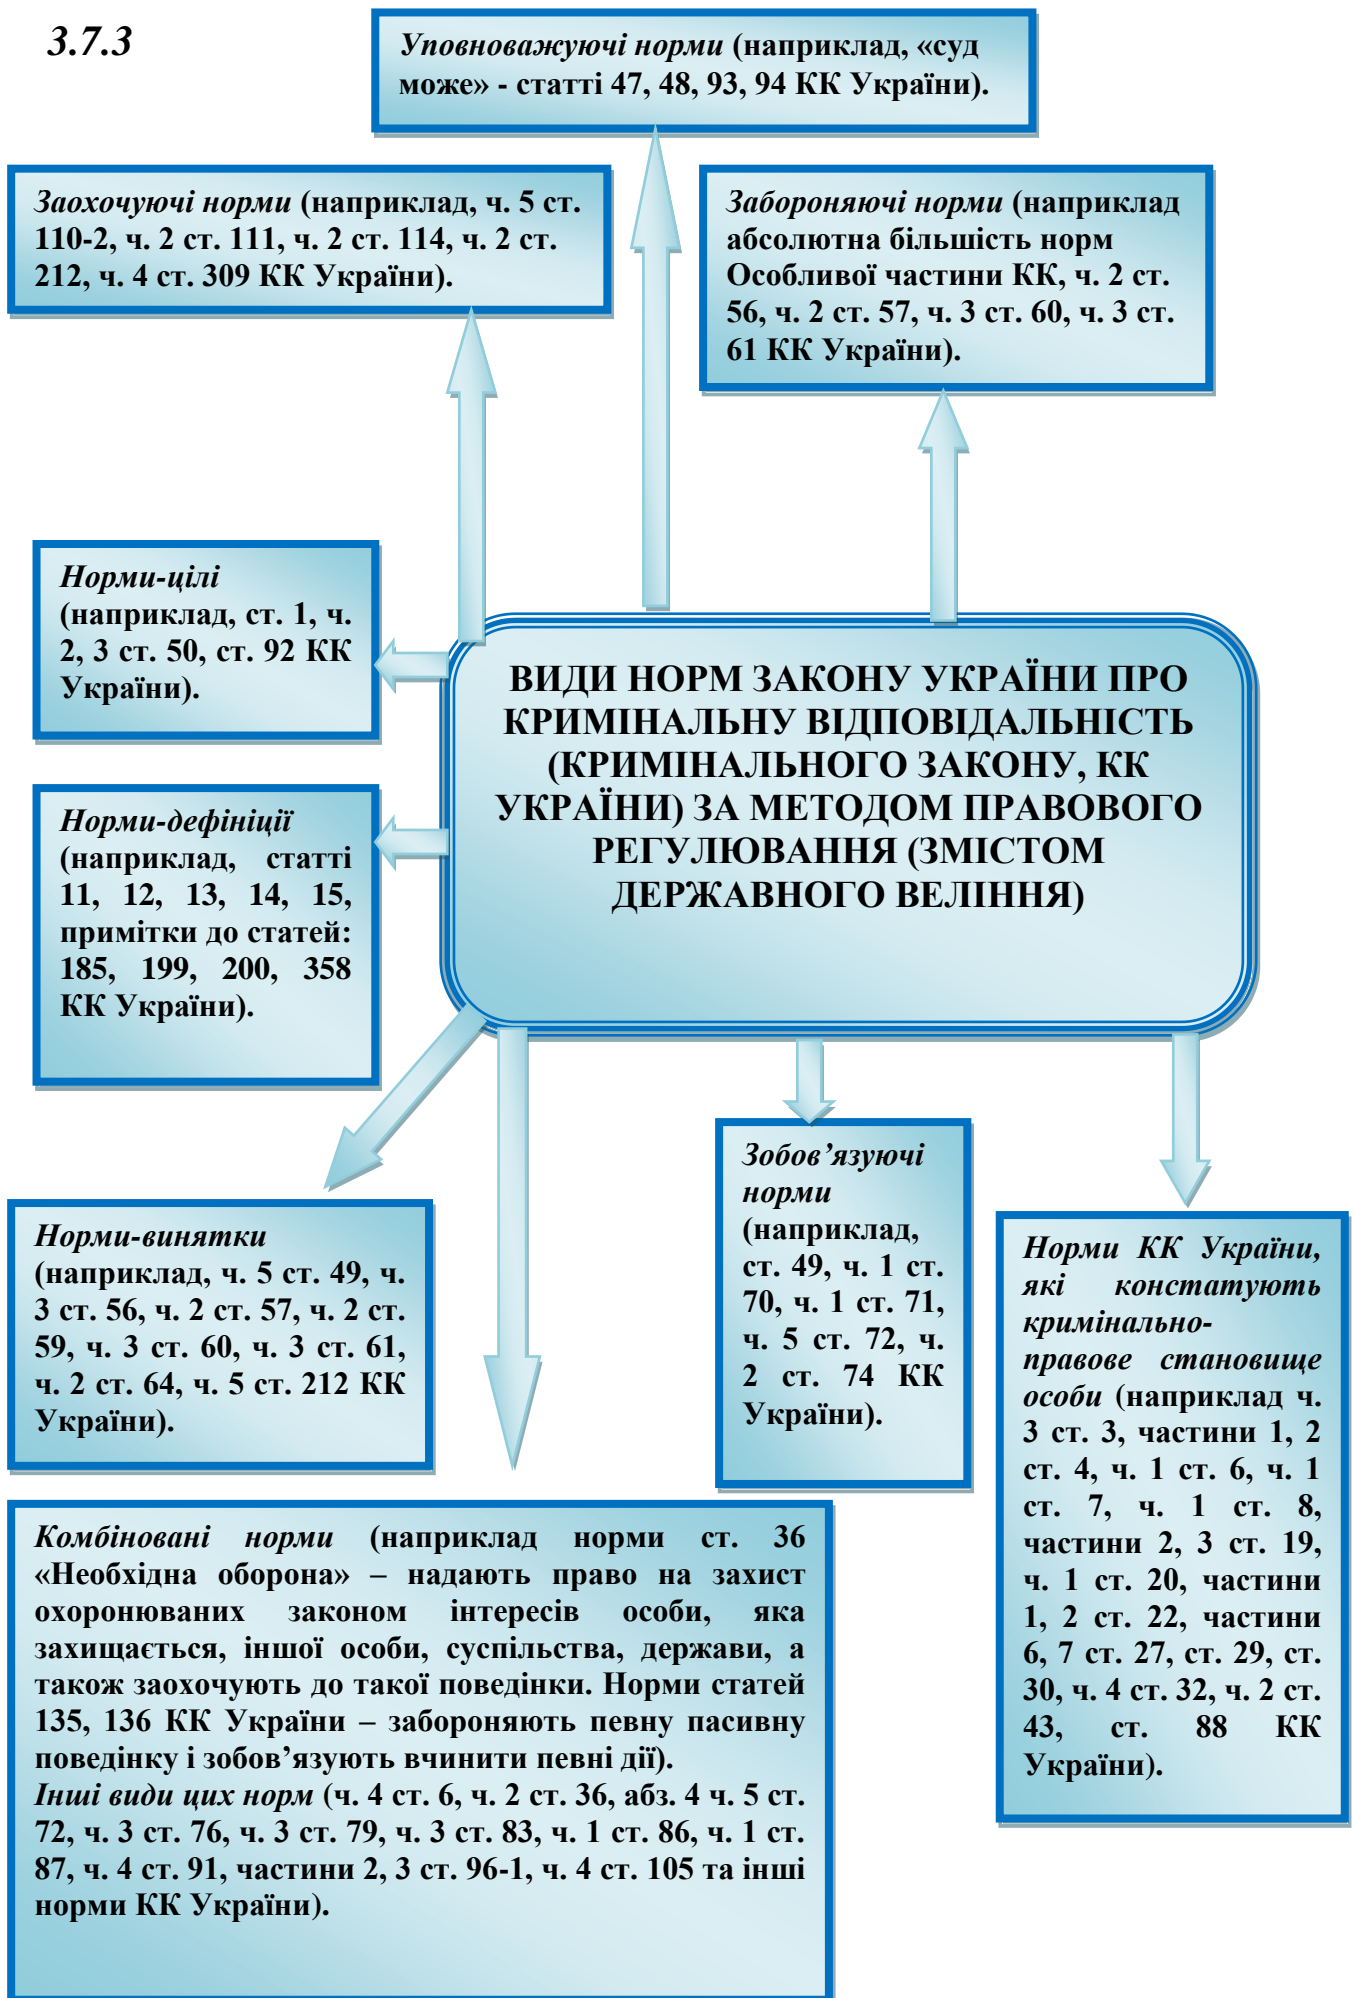 3.7.3
Уповноважуючі норми (наприклад, «суд
може» - статті 47, 48, 93, 94 КК України).
Заохочуючі норми (наприклад, ч. 5 ст.
110-2, ч. 2 ст. 111, ч. 2 ст. 114, ч. 2 ст.
212, ч. 4 ст. 309 КК України).
Забороняючі норми (наприклад
абсолютна більшість норм
Особливої частини КК, ч. 2 ст.
56, ч. 2 ст. 57, ч. 3 ст. 60, ч. 3 ст.
61 КК України).
Норми-цілі
(наприклад, ст. 1, ч.
2, 3 ст. 50, ст. 92 КК
України).
ВИДИ НОРМ ЗАКОНУ УКРАЇНИ ПРО
КРИМІНАЛЬНУ ВІДПОВІДАЛЬНІСТЬ
(КРИМІНАЛЬНОГО ЗАКОНУ, КК
УКРАЇНИ) ЗА МЕТОДОМ ПРАВОВОГО
РЕГУЛЮВАННЯ (ЗМІСТОМ
ДЕРЖАВНОГО ВЕЛІННЯ)
Норми-дефініції
(наприклад, статті
11, 12, 13, 14, 15,
примітки до статей:
185, 199, 200, 358
КК України).
Норми-винятки
(наприклад, ч. 5 ст. 49, ч.
3 ст. 56, ч. 2 ст. 57, ч. 2 ст.
59, ч. 3 ст. 60, ч. 3 ст. 61,
ч. 2 ст. 64, ч. 5 ст. 212 КК
України).
Зобов’язуючі
норми
(наприклад,
ст. 49, ч. 1 ст.
70, ч. 1 ст. 71,
ч. 5 ст. 72, ч.
2 ст. 74 КК
України).
Норми КК України,
які констатують
кримінально-
правове становище
особи (наприклад ч.
3 ст. 3, частини 1, 2
ст. 4, ч. 1 ст. 6, ч. 1
ст. 7, ч. 1 ст. 8,
частини 2, 3 ст. 19,
ч. 1 ст. 20, частини
1, 2 ст. 22, частини
6, 7 ст. 27, ст. 29, ст.
30, ч. 4 ст. 32, ч. 2 ст.
43, ст. 88 КК
України).
Комбіновані норми (наприклад норми ст. 36
«Необхідна оборона» – надають право на захист
охоронюваних законом інтересів особи, яка
захищається, іншої особи, суспільства, держави, а
також заохочують до такої поведінки. Норми статей
135, 136 КК України – забороняють певну пасивну
поведінку і зобов’язують вчинити певні дії).
Інші види цих норм (ч. 4 ст. 6, ч. 2 ст. 36, абз. 4 ч. 5 ст.
72, ч. 3 ст. 76, ч. 3 ст. 79, ч. 3 ст. 83, ч. 1 ст. 86, ч. 1 ст.
87, ч. 4 ст. 91, частини 2, 3 ст. 96-1, ч. 4 ст. 105 та інші
норми КК України).